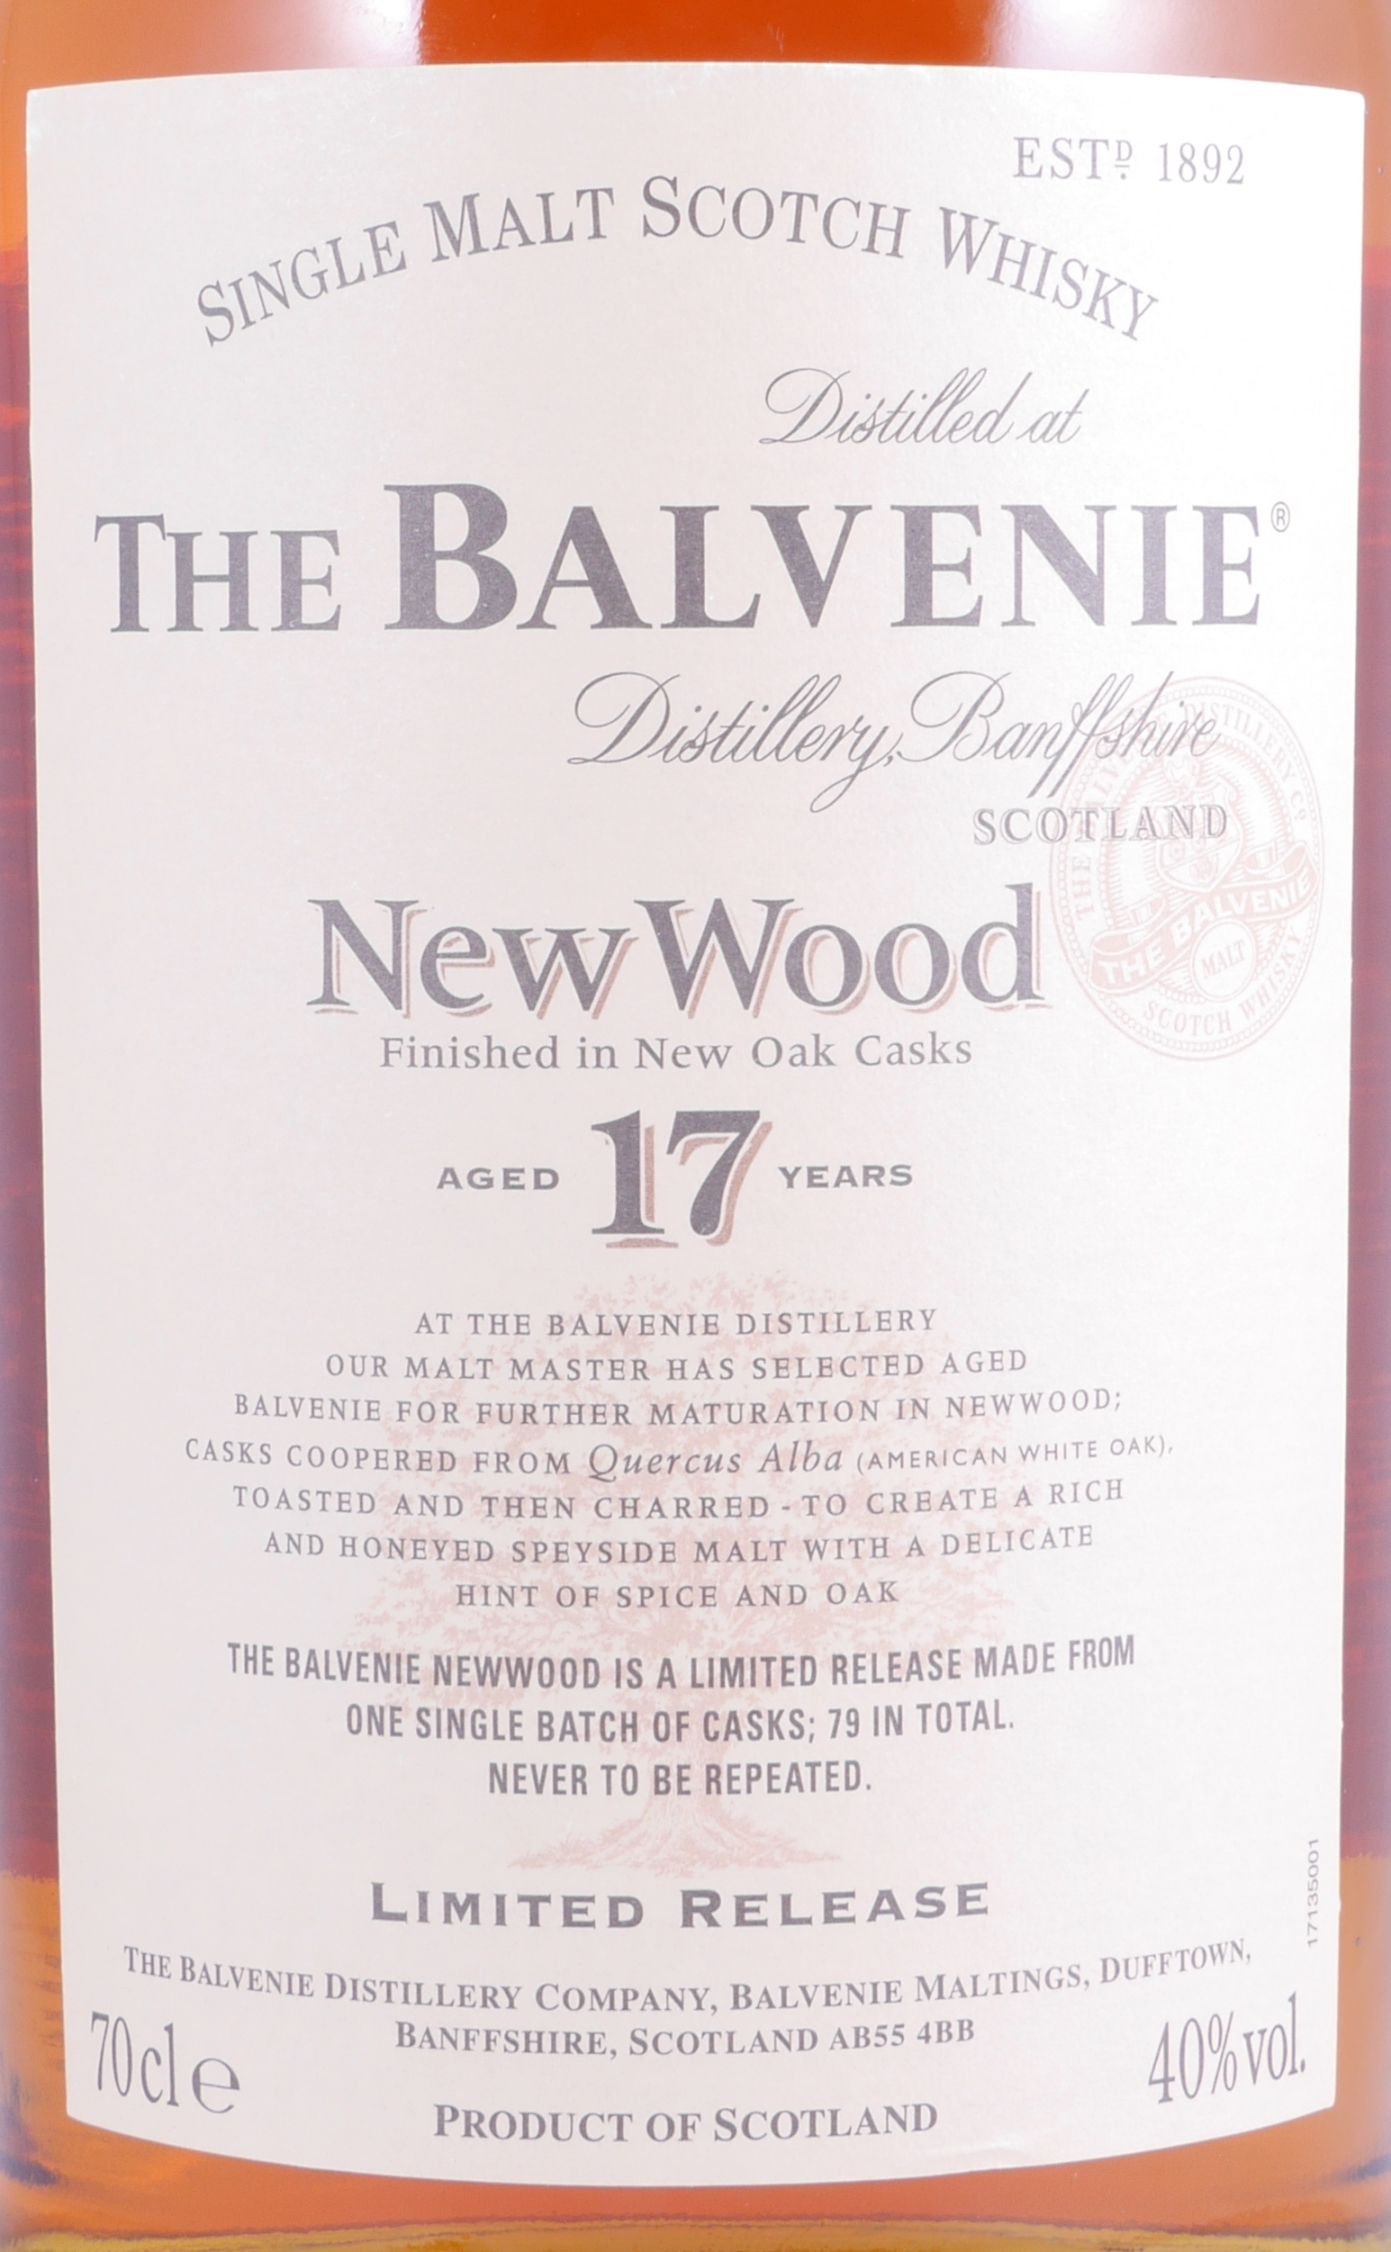 ESTD. 1892
SINGLE MALT SCOTCH WHISKY
Distilled at
THE BALVENIE®
Distillery, Banffshire
SCOTLAND
THE BALVENIE DISTILLERY CO.
THE BALVENIE
MALT
SCOTCH WHISKY
NewWood
Finished in New Oak Casks
AGED 17 YEARS
AT THE BALVENIE DISTILLERY
OUR MALT MASTER HAS SELECTED AGED
BALVENIE FOR FURTHER MATURATION IN NEWWOOD;
CASKS COOPERED FROM Quercus Alba (AMERICAN WHITE OAK),
TOASTED AND THEN CHARRED - TO CREATE A RICH
AND HONEYED SPEYSIDE MALT WITH A DELICATE
HINT OF SPICE AND OAK
THE BALVENIE NEWWOOD IS A LIMITED RELEASE MADE FROM
ONE SINGLE BATCH OF CASKS; 79 IN TOTAL.
NEVER TO BE REPEATED.
LIMITED RELEASE
17135001
THE BALVENIE DISTILLERY COMPANY, BALVENIE MALTINGS, DUFFTOWN,
BANFFSHIRE, SCOTLAND AB55 4BB
70cl e
40%vol.
PRODUCT OF SCOTLAND